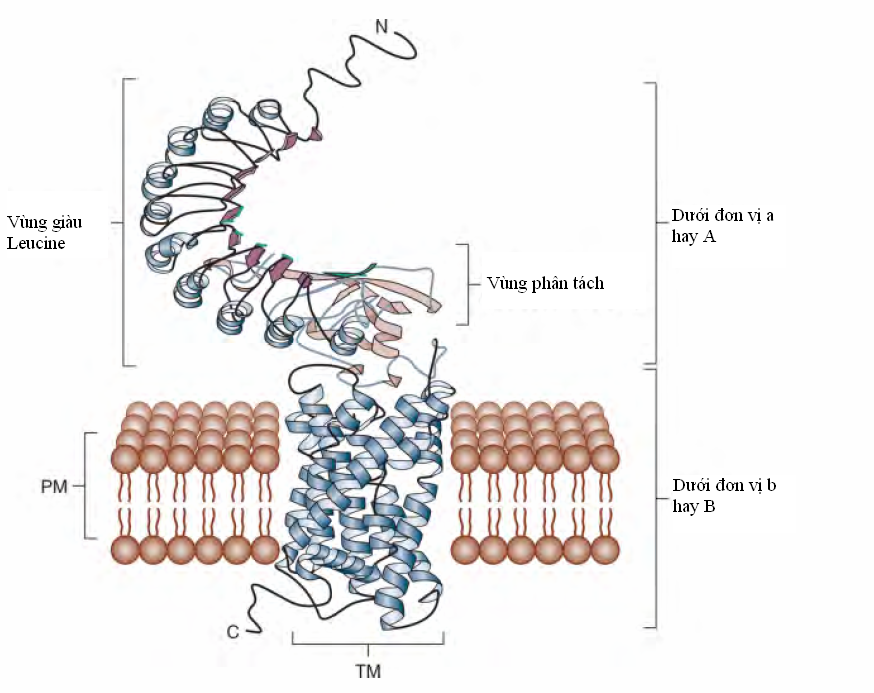 N
Vùng giàu
Leucine
Dưới đơn vị a
hay A
Vùng phân tách
PM
Dưới đơn vị b
hay B
C
TM